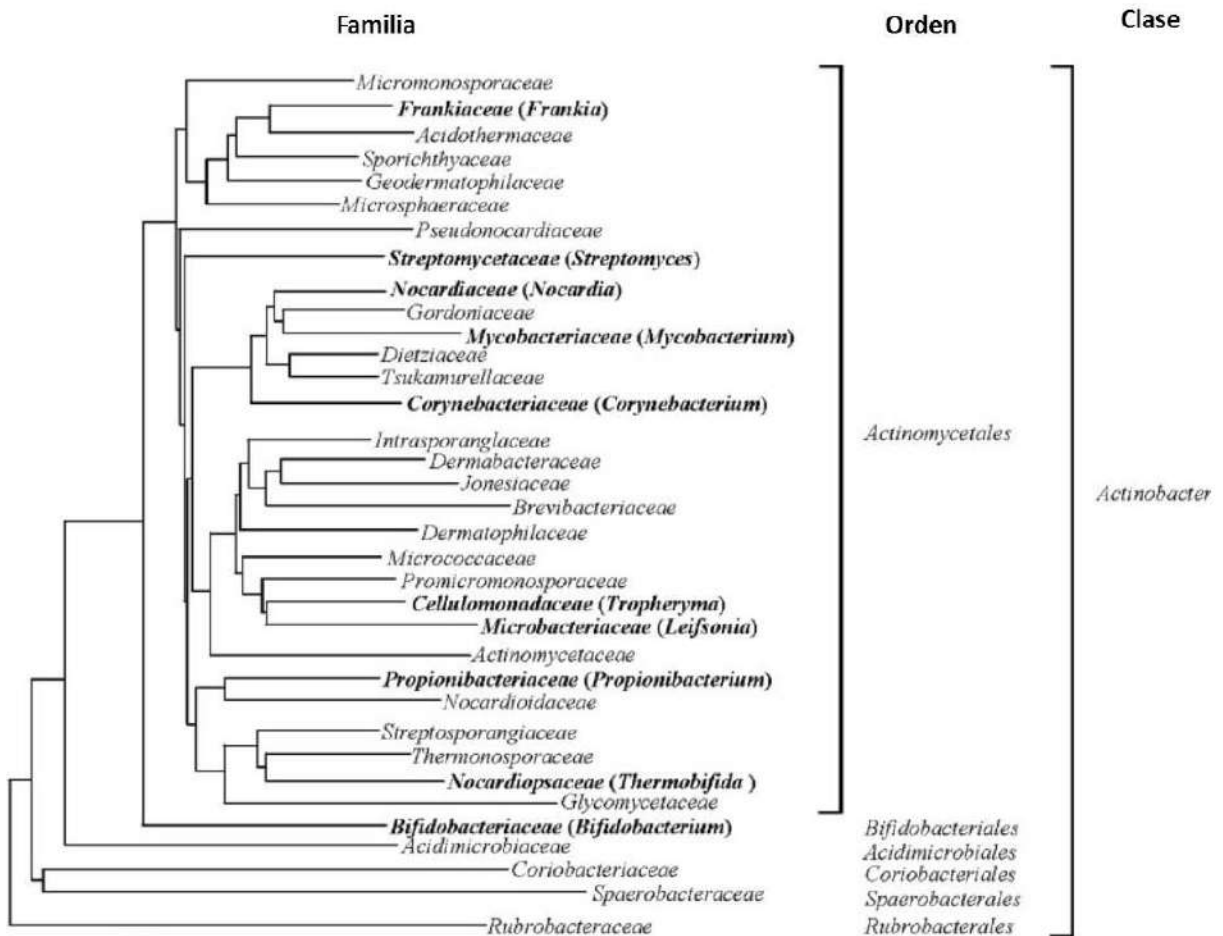 Familia Orden Clase
Micromonosporaceae
Frankiaceae (Frankia)
Acidothermaceae
Sporichthyaceae
Geodermatophilaceae
Microsphaeraceae
Pseudonocardiaceae
Streptomycetaceae (Streptomyces)
Nocardiaceae (Nocardia)
Gordoniaceae
Mycobacteriaceae (Mycobacterium)
Dietziaceae
Tsukamurellaceae
Corynebacteriaceae (Corynebacterium)
Actinomycetales
Intrasporanglaceae
Dermabacteraceae
Jonesiaceae
Actinobacter
Brevibacteriaceae
Dermatophilaceae
Micrococcaceae
Promicromonosporaceae
Cellulomonadaceae (Tropheryma)
Microbacteriaceae (Leifsonia)
Actinomycetaceae
Propionibacteriaceae (Propionibacterium)
Nocardioidaceae
Streptosporangiaceae
Thermonosporaceae
Nocardiopsaceae (Thermobifida )
Glycomycetaceae
Bifidobacteriaceae (Bifidobacterium) Bifidobacteriales
Acidimicrobiaceae Acidimicrobiales
Coriobacteriaceae Coriobacteriales
Spaerobacteraceae Spaerobacterales
Rubrobacteraceae Rubrobacterales